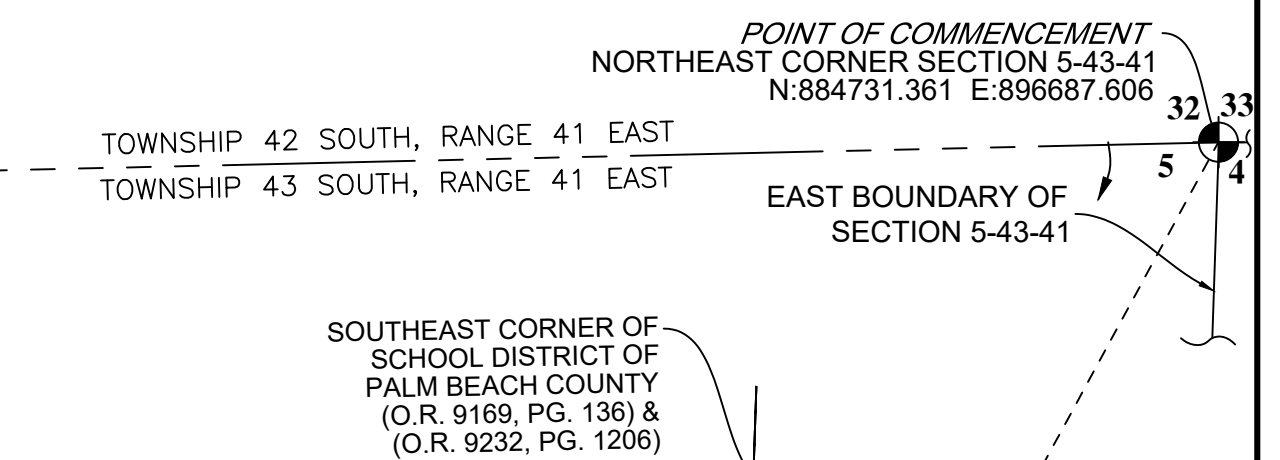 POINT OF COMMENCEMENT
NORTHEAST CORNER SECTION 5-43-41
N:884731.361 E:896687.606
32 33
5 4
TOWNSHIP 42 SOUTH, RANGE 41 EAST
TOWNSHIP 43 SOUTH, RANGE 41 EAST
EAST BOUNDARY OF
SECTION 5-43-41
SOUTHEAST CORNER OF
SCHOOL DISTRICT OF
PALM BEACH COUNTY
(O.R. 9169, PG. 136) &
(O.R. 9232, PG. 1206)